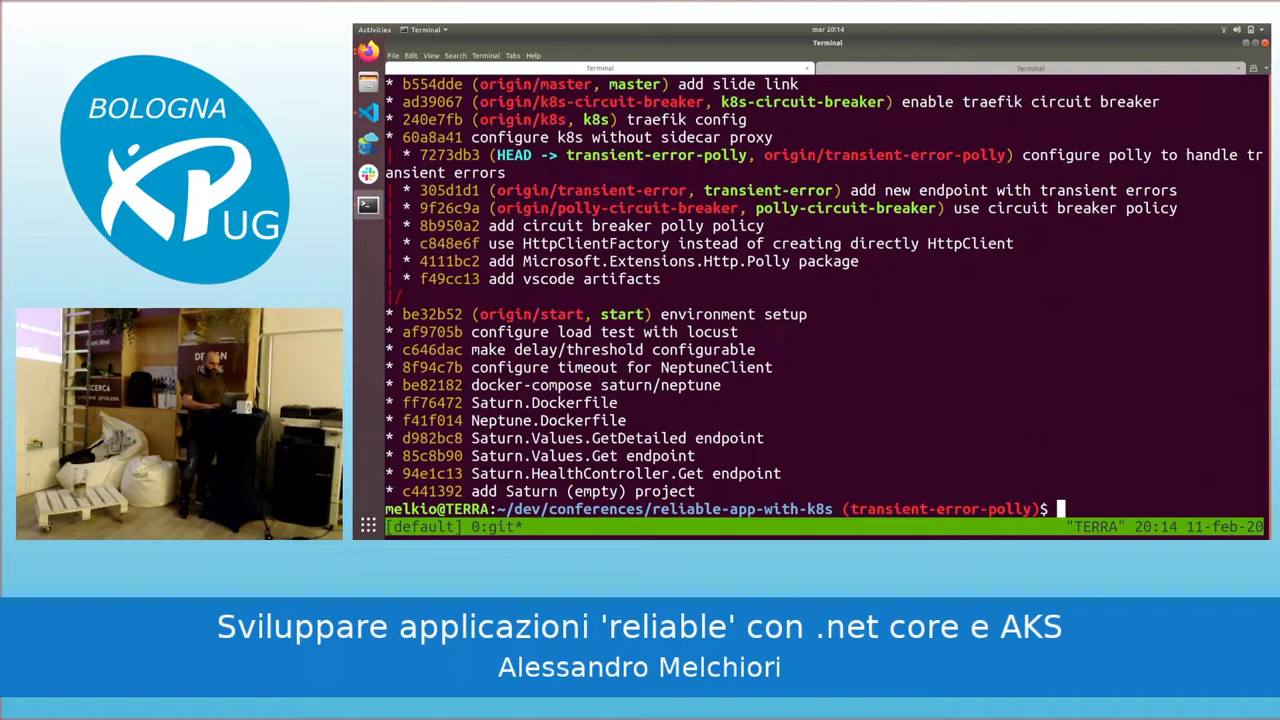 BOLOGNA
XP
UG
Activities
Terminal
mar 20:14
Terminal
File Edit View Search Terminal Tabs Help
Terminal
Terminal
* b554dde (origin/master, master) add slide link
* ad39067 (origin/k8s-circuit-breaker, k8s-circuit-breaker) enable traefik circuit breaker
* 240e7fb (origin/k8s, k8s) traefik config
* 60a8a41 configure k8s without sidecar proxy
| * 7273db3 (HEAD -> transient-error-polly, origin/transient-error-polly) configure polly to handle tr
ansient errors
| * 305d1d1 (origin/transient-error, transient-error) add new endpoint with transient errors
| * 9f26c9a (origin/polly-circuit-breaker, polly-circuit-breaker) use circuit breaker policy
| * 8b950a2 add circuit breaker polly policy
| * c848e6f use HttpClientFactory instead of creating directly HttpClient
| * 4111bc2 add Microsoft.Extensions.Http.Polly package
| * f49cc13 add vscode artifacts
|/
* be32b52 (origin/start, start) environment setup
* af9705b configure load test with locust
* c646dac make delay/threshold configurable
* 8f94c7b configure timeout for NeptuneClient
* be82182 docker-compose saturn/neptune
* ff76472 Saturn.Dockerfile
* f41f014 Neptune.Dockerfile
* d982bc8 Saturn.Values.GetDetailed endpoint
* 85c8b90 Saturn.Values.Get endpoint
* 94e1c13 Saturn.HealthController.Get endpoint
* c441392 add Saturn (empty) project
melkio@TERRA:~/dev/conferences/reliable-app-with-k8s (transient-error-polly)$
[default] 0:git*
"TERRA" 20:14 11-feb-20
Sviluppare applicazioni 'reliable' con .net core e AKS
Alessandro Melchiori